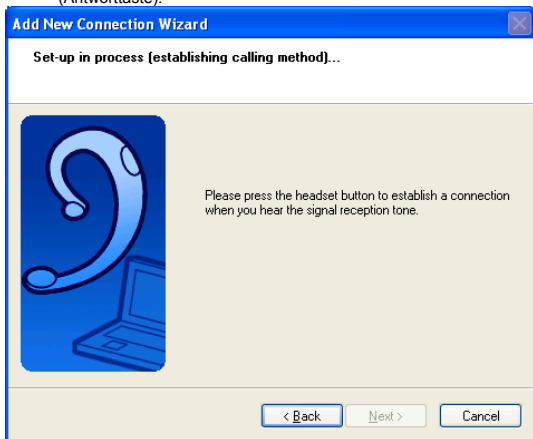 (Antworttaste).
Add New Connection Wizard
Set-up in process (establishing calling method)...
Please press the headset button to establish a connection
when you hear the signal reception tone.
< Back
Next >
Cancel